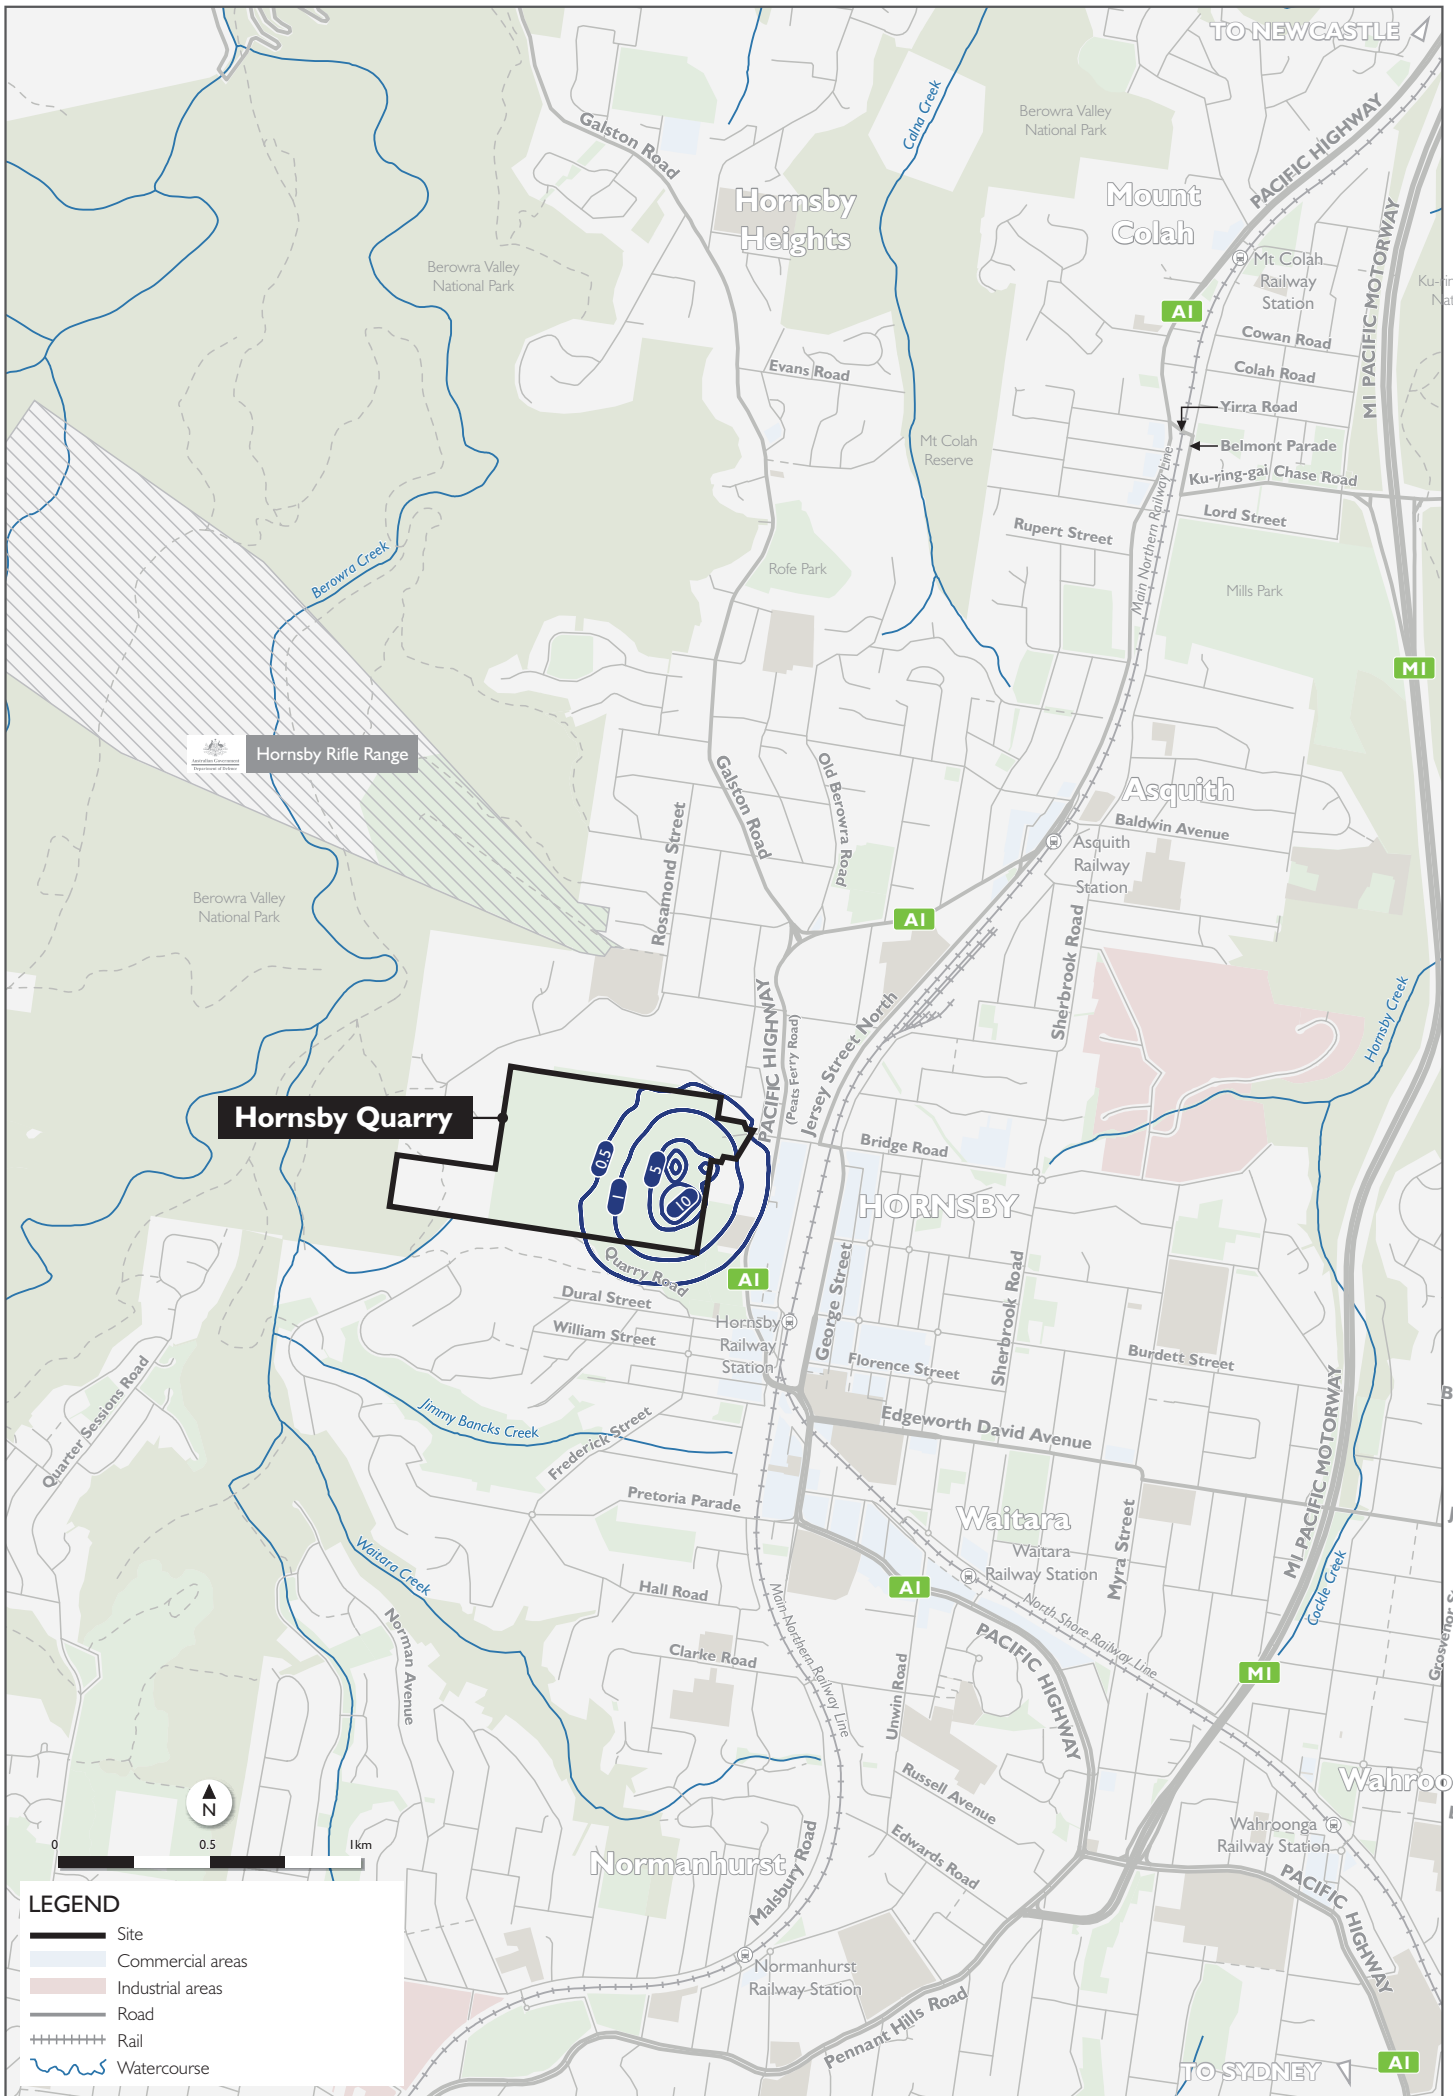 TO NEWCASTLE
Calna Creek
Berowra Valley
National Park
PACIFIC HIGHWAY
Galston Road
Hornsby
Heights
Mount
Colah
MI PACIFIC MOTORWAY
Mt Colah
Railway
Station
Berowra Valley
National Park
A1
Cowan Road
Evans Road
Colah Road
Yirra Road
Belmont Parade
Mt Colah
Reserve
Main Northern Railway Line
Ku-ring-gai Chase Road
Lord Street
Rupert Street
Berowra Creek
Rofe Park
Mills Park
M1
Australian Government
Department of Defence
Hornsby Rifle Range
Galston Road
Old Berowra Road
Asquith
Baldwin Avenue
Rosamond Street
Asquith
Railway
Station
Berowra Valley
National Park
A1
Sherbrook Road
PACIFIC HIGHWAY
(Peats Ferry Road)
Jersey Street North
Hornsby Creek
Hornsby Quarry
0.5
1
5
10
Bridge Road
HORNSBY
Quarry Road
A1
Dural Street
William Street
Hornsby
Railway
Station
George Street
Sherbrook Road
Florence Street
Burdett Street
Quarter Sessions Road
Jimmy Bancks Creek
Frederick Street
Edgeworth David Avenue
MI PACIFIC MOTORWAY
Pretoria Parade
Waitara
Waitara
Railway Station
Myra Street
Waitara Creek
Hall Road
A1
North Shore Railway Line
Cockle Creek
Norman Avenue
Main Northern Railway Line
Clarke Road
Unwin Road
PACIFIC HIGHWAY
M1
Grosvenor S
Russell Avenue
Wahroo
N
Wahroonga
Railway Station
Edwards Road
Normanhurst
Malsbury Road
PACIFIC HIGHWAY
0
0.5
1km
LEGEND
Site
Commercial areas
Industrial areas
Road
Rail
Watercourse
Normanhurst
Railway Station
Pennant Hills Road
TO SYDNEY
A1